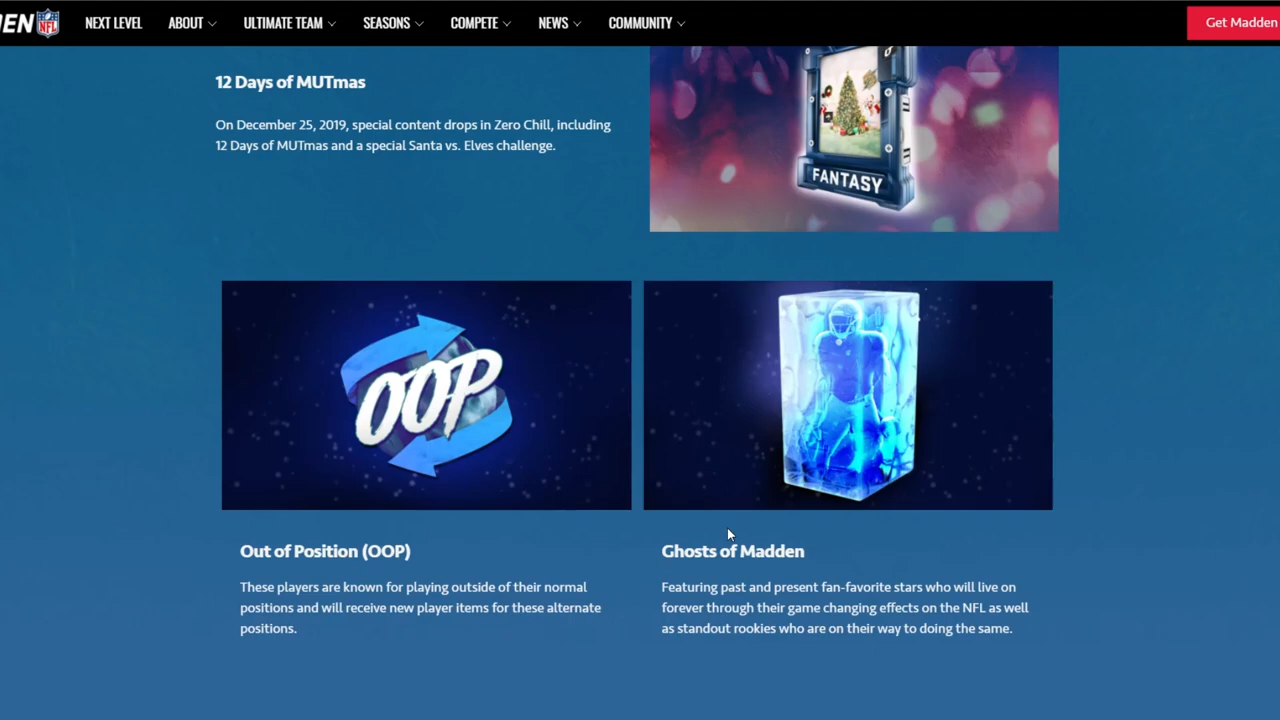 EN NFL NEXT LEVEL ABOUT ULTIMATE TEAM SEASONS COMPETE NEWS COMMUNITY Get Madden
12 Days of MUTmas
On December 25, 2019, special content drops in Zero Chill, including
12 Days of MUTmas and a special Santa vs. Elves challenge.
FANTASY
OOP
Out of Position (OOP)
These players are known for playing outside of their normal
positions and will receive new player items for these alternate
positions.
Ghosts of Madden
Featuring past and present fan-favorite stars who will live on
forever through their game changing effects on the NFL as well
as standout rookies who are on their way to doing the same.